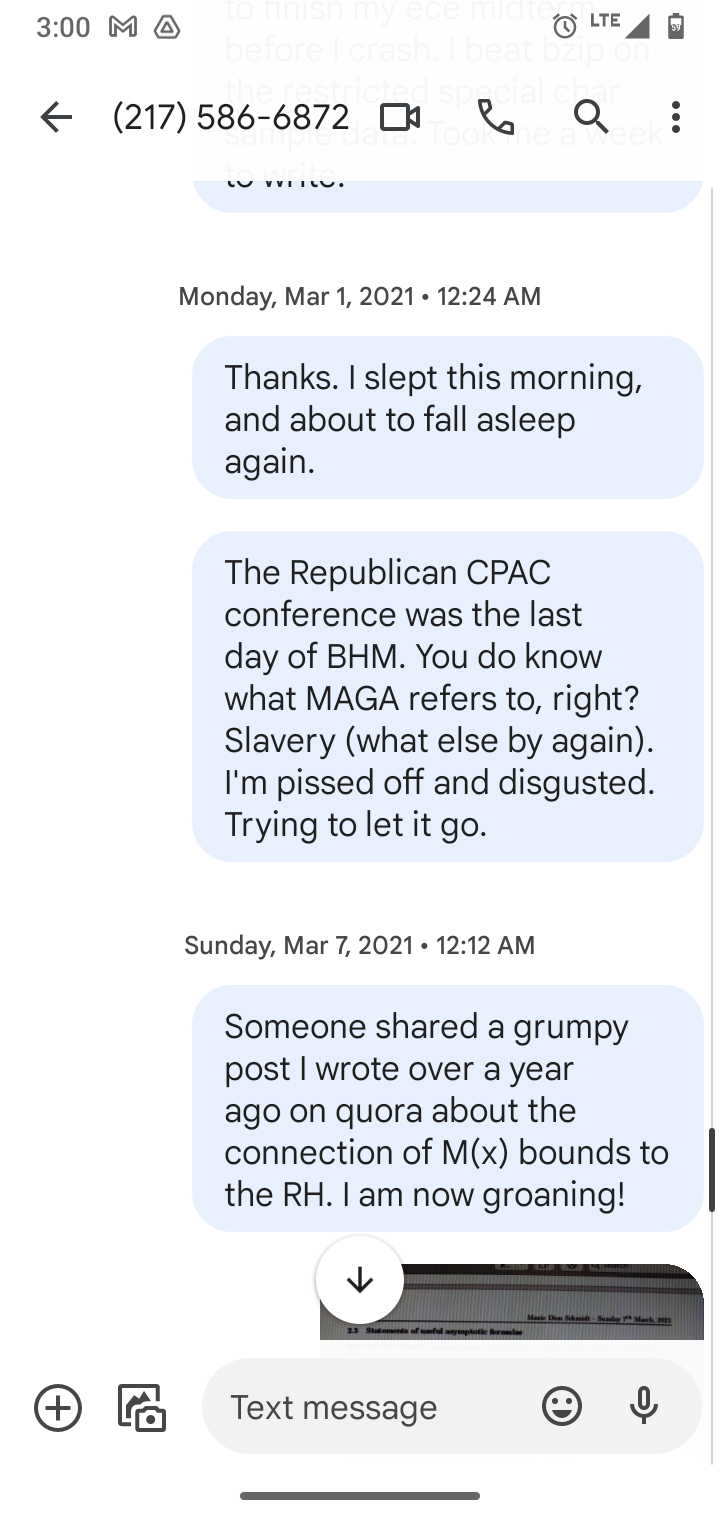 3:00
LTE
to finish my ece midterm
before I crash. I beat bzip on
the restricted special char
(217) 586-6872
sample data. Took me a week
to write.
Monday, Mar 1, 2021 • 12:24 AM
Thanks. I slept this morning,
and about to fall asleep
again.
The Republican CPAC
conference was the last
day of BHM. You do know
what MAGA refers to, right?
Slavery (what else by again).
I'm pissed off and disgusted.
Trying to let it go.
Sunday, Mar 7, 2021 • 12:12 AM
Someone shared a grumpy
post I wrote over a year
ago on quora about the
connection of M(x) bounds to
the RH. I am now groaning!
Maxie Dion Schmidt - Sunday 7th March, 2021
2.3 Statements of useful asymptotic formulas
Text message